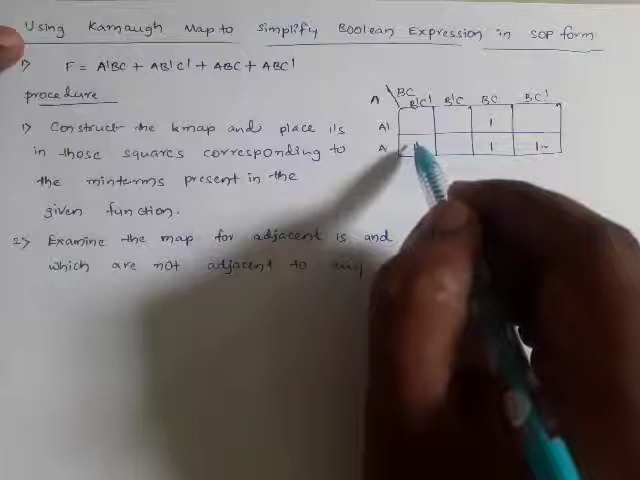 Using Karnaugh Map to simplify Boolean Expression in SOP form
1) F = A'BC + AB'C' + ABC + ABC'
procedure
1) Construct the kmap and place 1s
in those squares corresponding to
the minterms present in the
given function.
2) Examine the map for adjacent 1s and
which are not adjacent to any
A BC
B'C' B'C BC BC'
A' 1
A 1 1 1